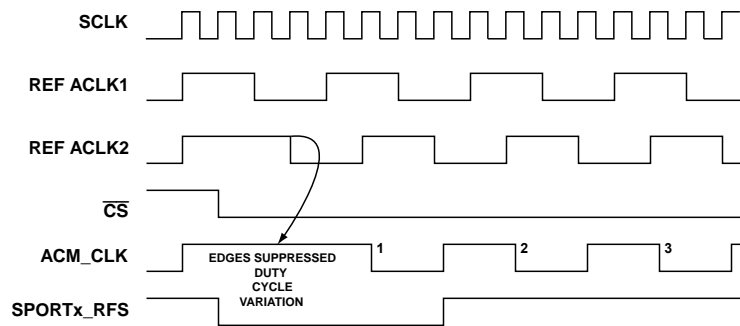 SCLK
REF ACLK1
REF ACLK2
CS
ACM_CLK
1
2
3
EDGES SUPPRESSED
DUTY
CYCLE
VARIATION
SPORTx_RFS